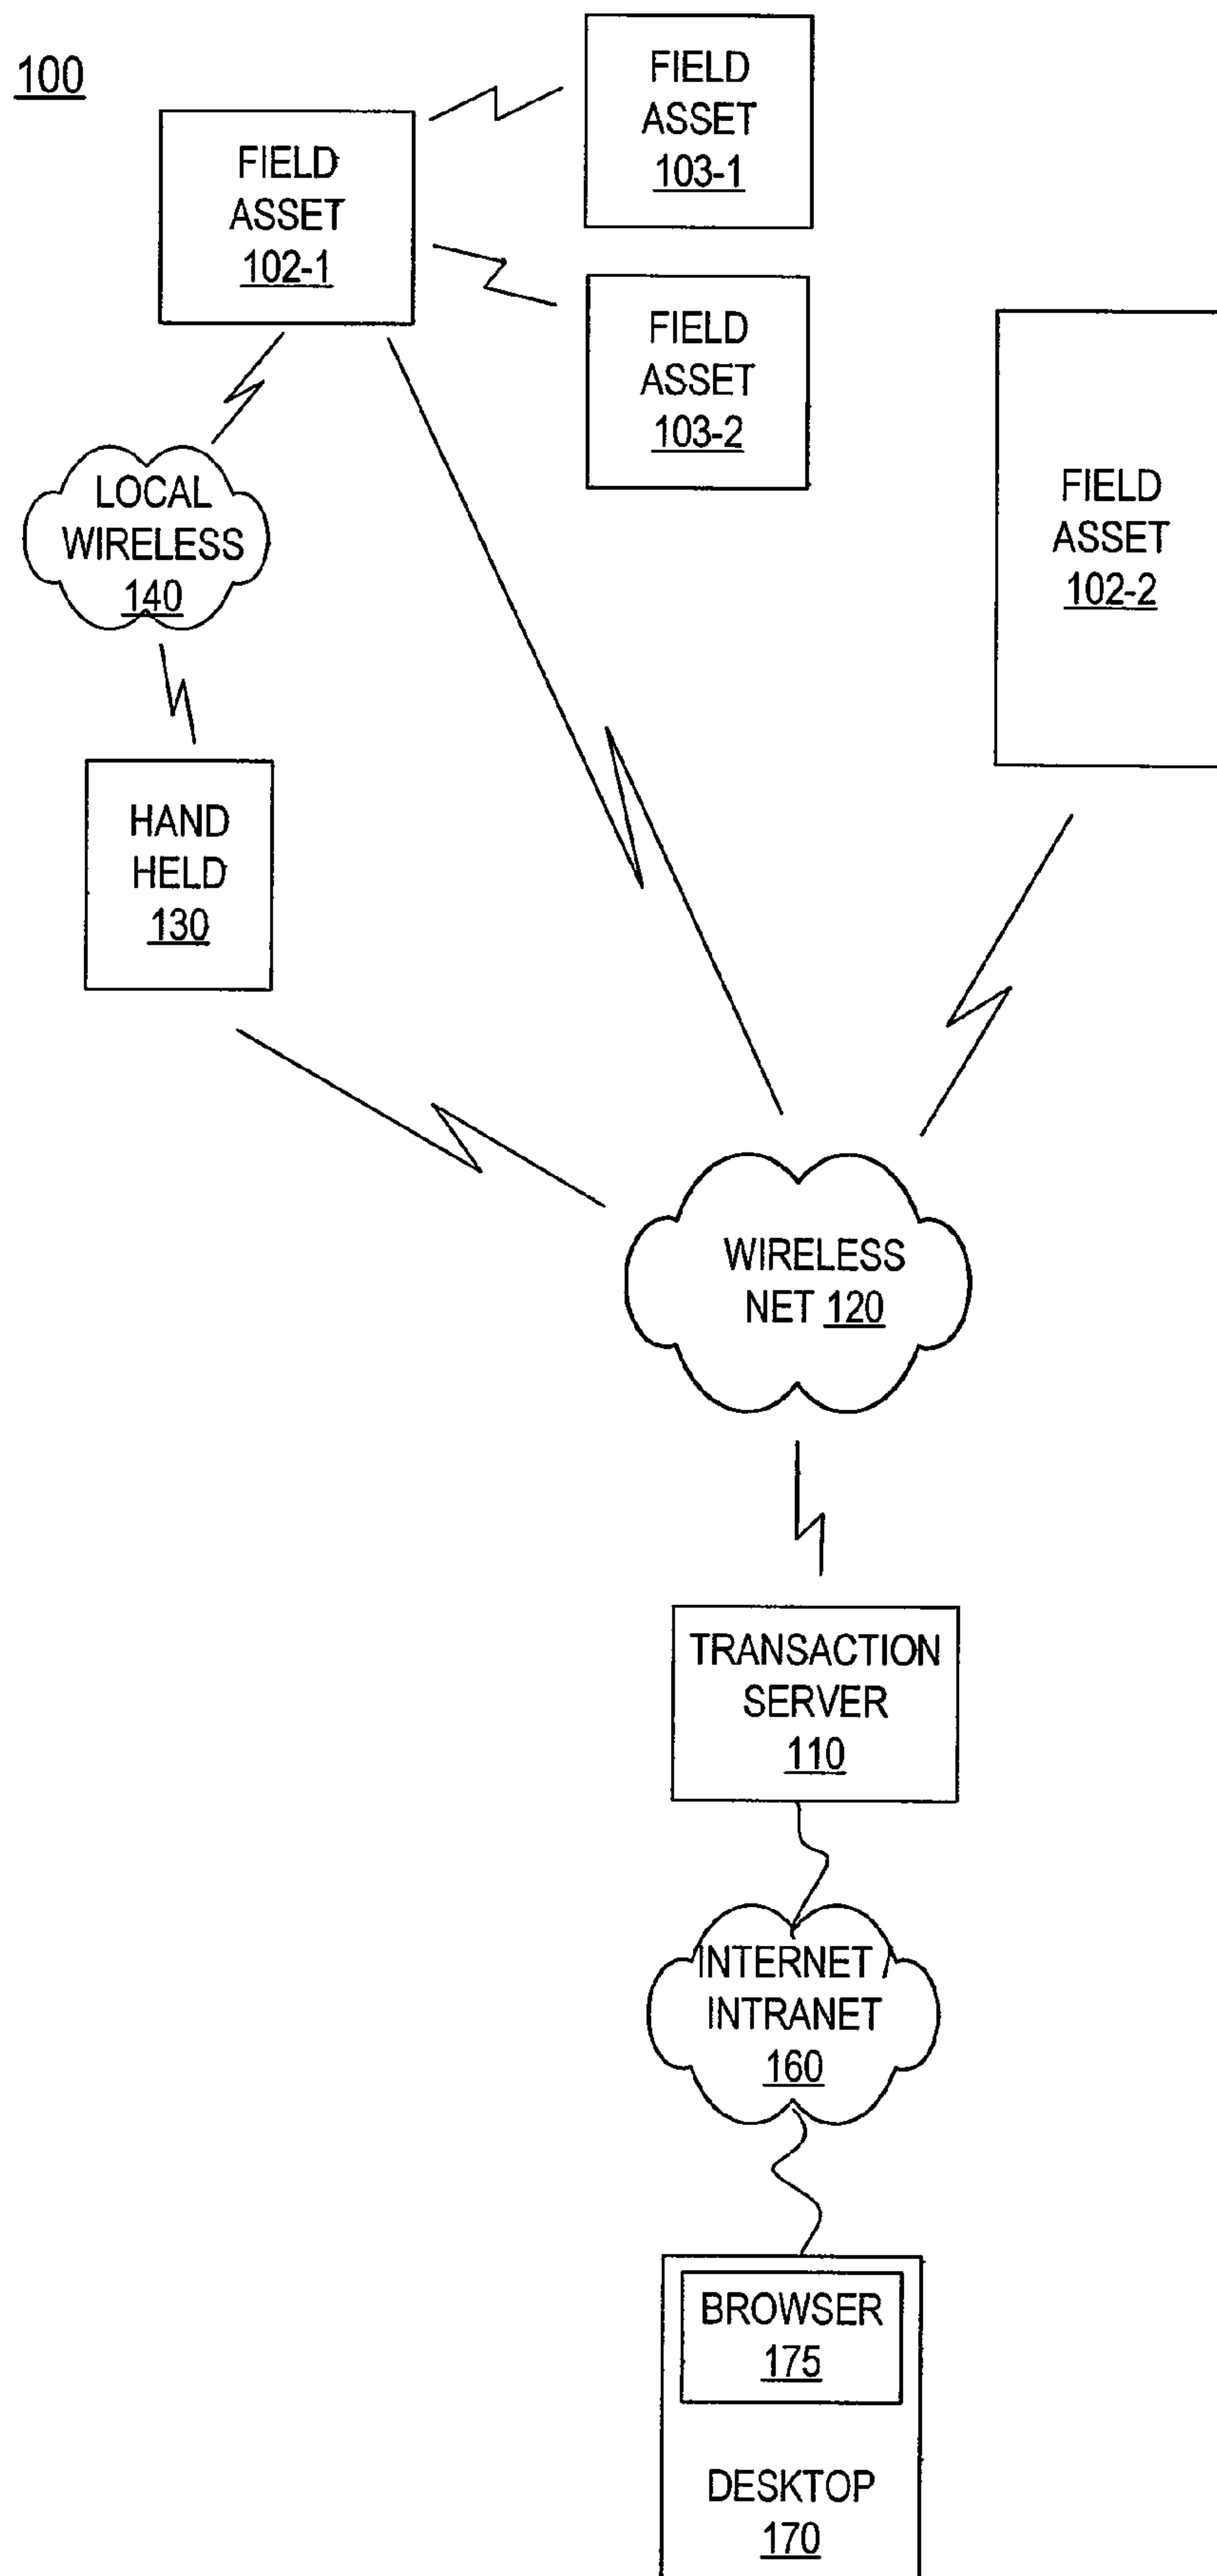 100
FIELD
ASSET
102-1
FIELD
ASSET
103-1
FIELD
ASSET
103-2
FIELD
ASSET
102-2
LOCAL
WIRELESS
140
HAND
HELD
130
WIRELESS
NET 120
TRANSACTION
SERVER
110
INTERNET /
INTRANET
160
BROWSER
175
DESKTOP
170